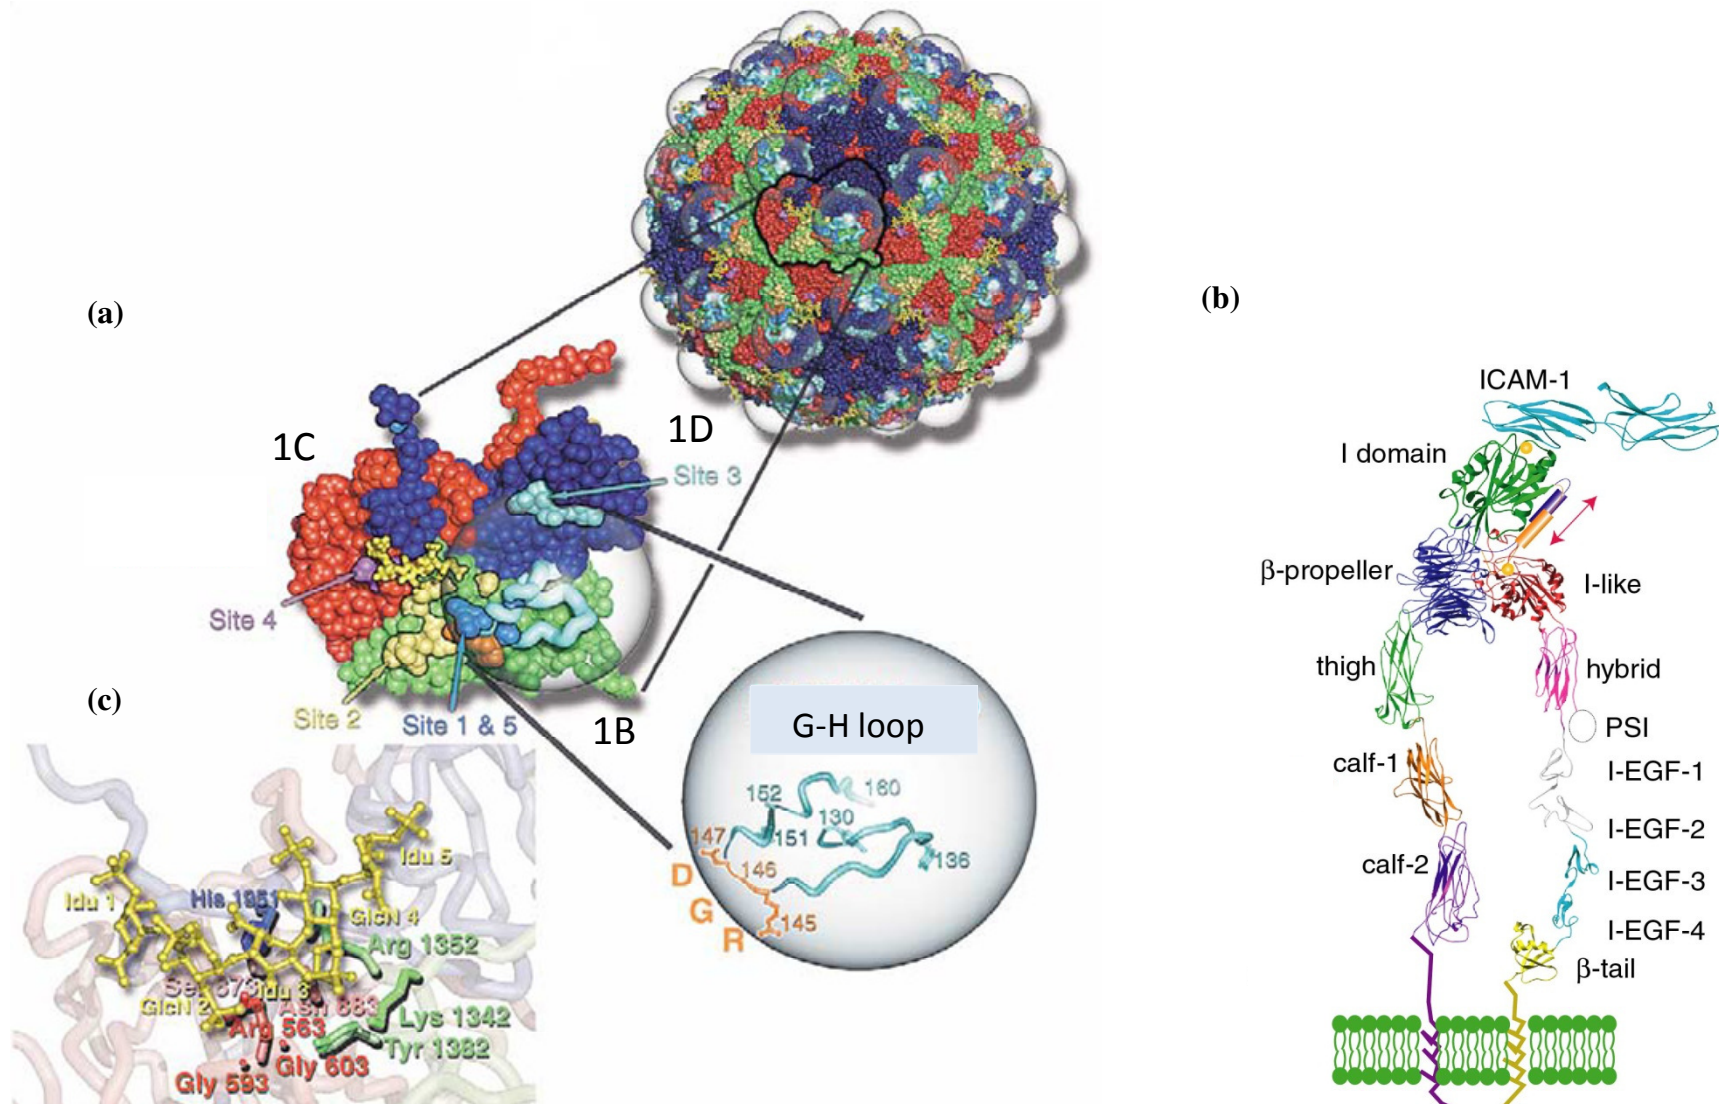 (a)
1C
1D
Site 3
Site 4
Site 2
Site 1 & 5
1B
G-H loop
152
160
130
151
147
146
136
D
G
R
145
(b)
ICAM-1
I domain
β-propeller
I-like
thigh
hybrid
PSI
calf-1
I-EGF-1
I-EGF-2
calf-2
I-EGF-3
I-EGF-4
β-tail
(c)
Idu 5
Idu 1
GlcN 4
Arg 1352
GlcN 2
Idu 3
Arg 563
Lys 1342
Tyr 1382
Gly 603
Gly 593